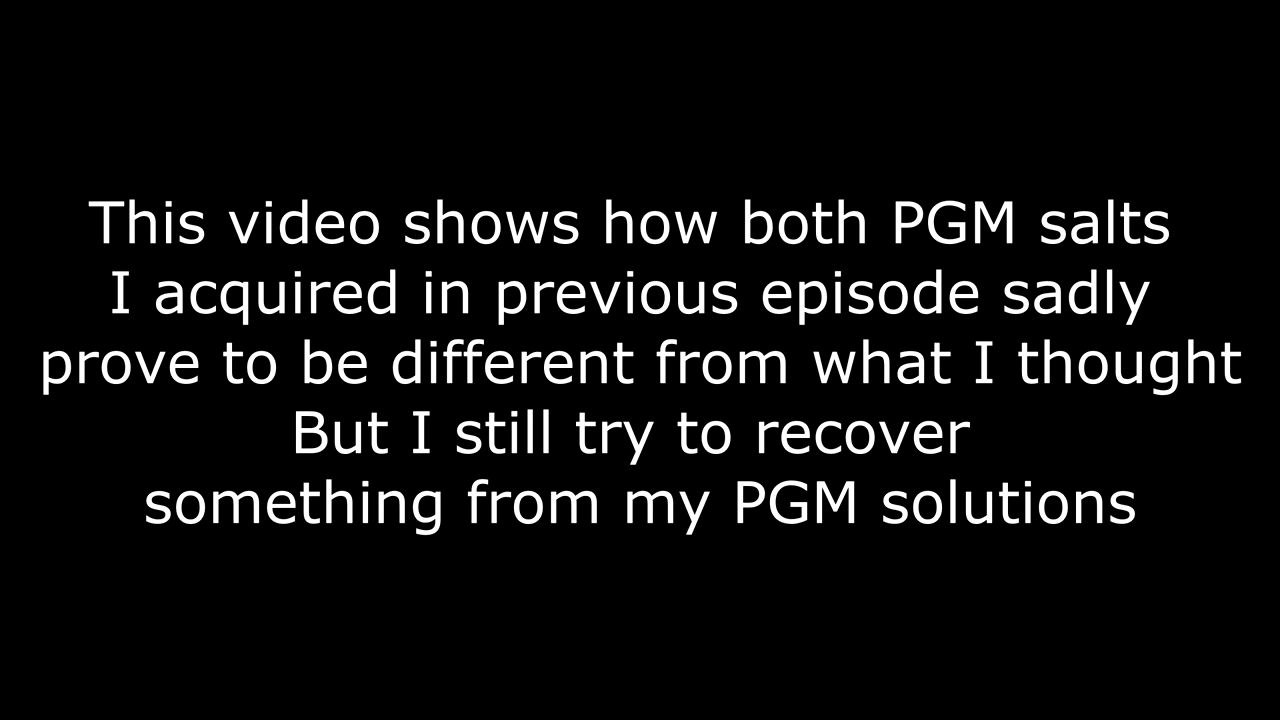 This video shows how both PGM salts
I acquired in previous episode sadly
prove to be different from what I thought
But I still try to recover
something from my PGM solutions